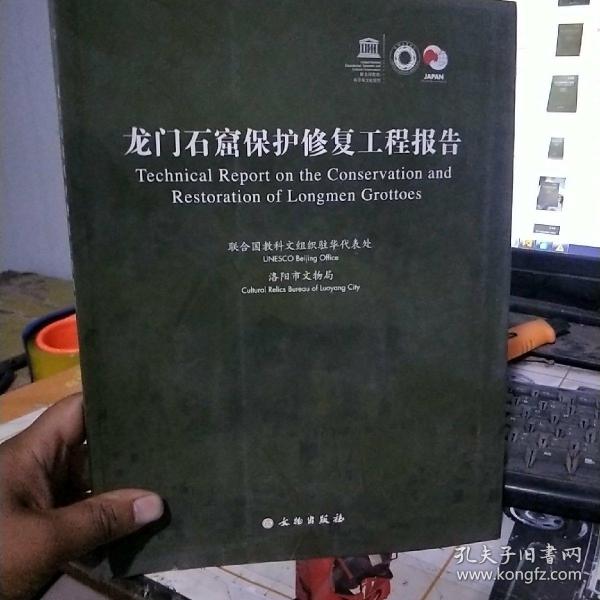 JAPAN
龙门石窟保护修复工程报告
Technical Report on the Conservation and
Restoration of Longmen Grottoes
联合国教科文组织驻华代表处
UNESCO Beijing Office
洛阳市文物局
Cultural Relics Bureau of Luoyang City
文物出版社
孔夫子旧書网
www.kongfz.com